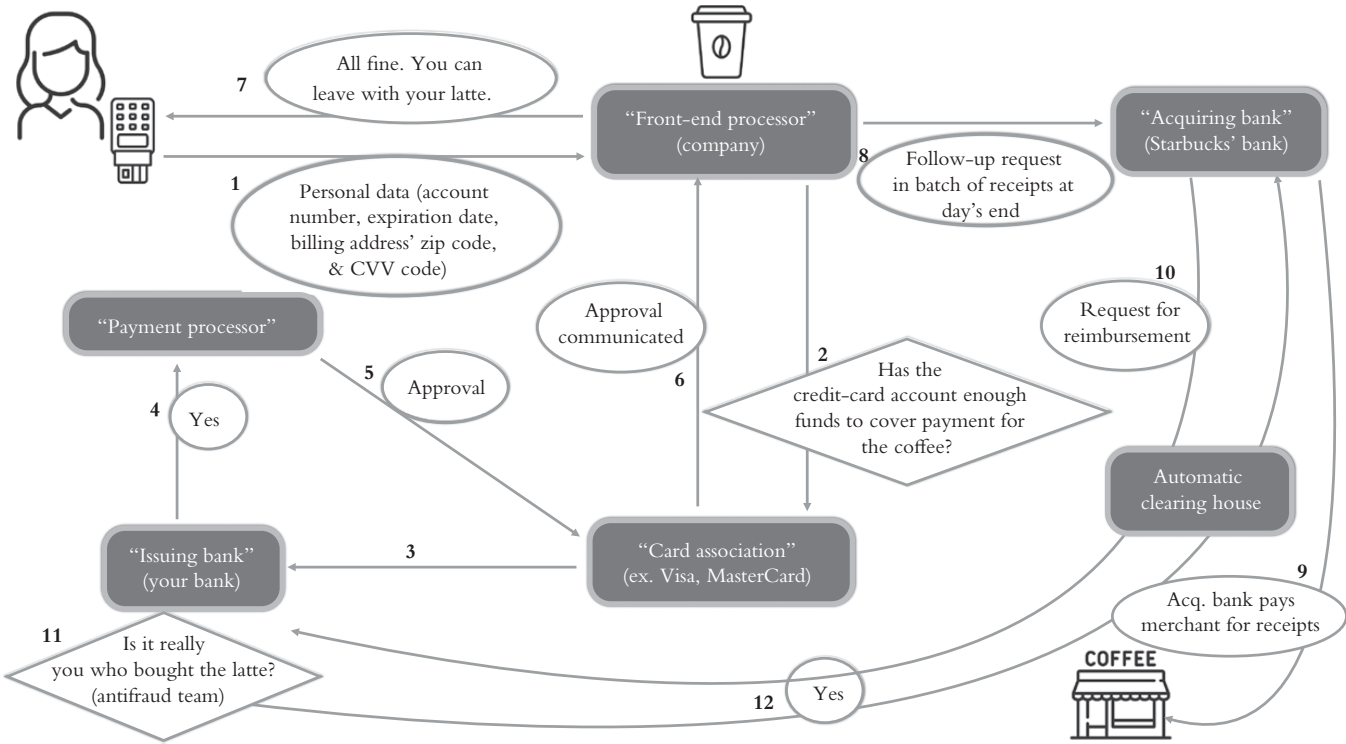 7
All fine. You can
leave with your latte.
“Front-end processor”
(company)
“Acquiring bank”
(Starbucks’ bank)
8
Follow-up request
in batch of receipts at
day’s end
1
Personal data (account
number, expiration date,
billing address’ zip code,
& CVV code)
“Payment processor”
Approval
communicated
6
10
Request for
reimbursement
2
Has the
credit-card account enough
funds to cover payment for
the coffee?
5
Approval
4
Yes
Automatic
clearing house
“Issuing bank”
(your bank)
3
“Card association”
(ex. Visa, MasterCard)
9
Acq. bank pays
merchant for receipts
11
Is it really
you who bought the latte?
(antifraud team)
12
Yes
COFFEE